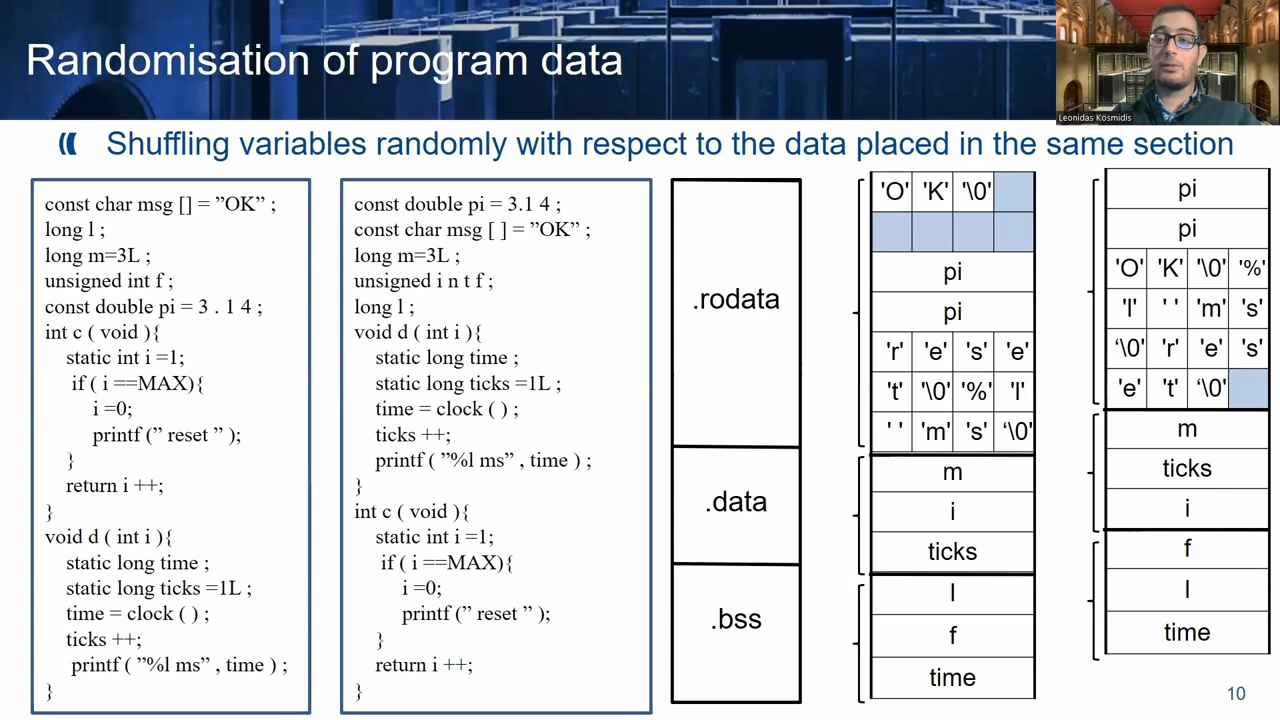 Randomisation of program data
Leonidas Kosmidis
Shuffling variables randomly with respect to the data placed in the same section
const char msg [] = ”OK” ;
long l ;
long m=3L ;
unsigned int f ;
const double pi = 3 . 1 4 ;
int c ( void ){
static int i =1;
if ( i ==MAX){
i =0;
printf (” reset ” );
}
return i ++;
}
void d ( int i ){
static long time ;
static long ticks =1L ;
time = clock ( ) ;
ticks ++;
printf ( ”%l ms” , time ) ;
}
const double pi = 3.1 4 ;
const char msg [ ] = ”OK” ;
long m=3L ;
unsigned i n t f ;
long l ;
void d ( int i ){
static long time ;
static long ticks =1L ;
time = clock ( ) ;
ticks ++;
printf ( ”%l ms” , time ) ;
}
int c ( void ){
static int i =1;
if ( i ==MAX){
i =0;
printf (” reset ” );
}
return i ++;
}
.rodata
.data
.bss
'O' 'K' '\0'
pi
pi
'r' 'e' 's' 'e'
't' '\0' '%' 'l'
' ' 'm' 's' ‘\0'
m
i
ticks
l
f
time
pi
pi
'O' 'K' '\0' '%'
'l' ' ' 'm' 's'
‘\0' 'r' 'e' 's'
'e' 't' ‘\0'
m
ticks
i
f
l
time
10